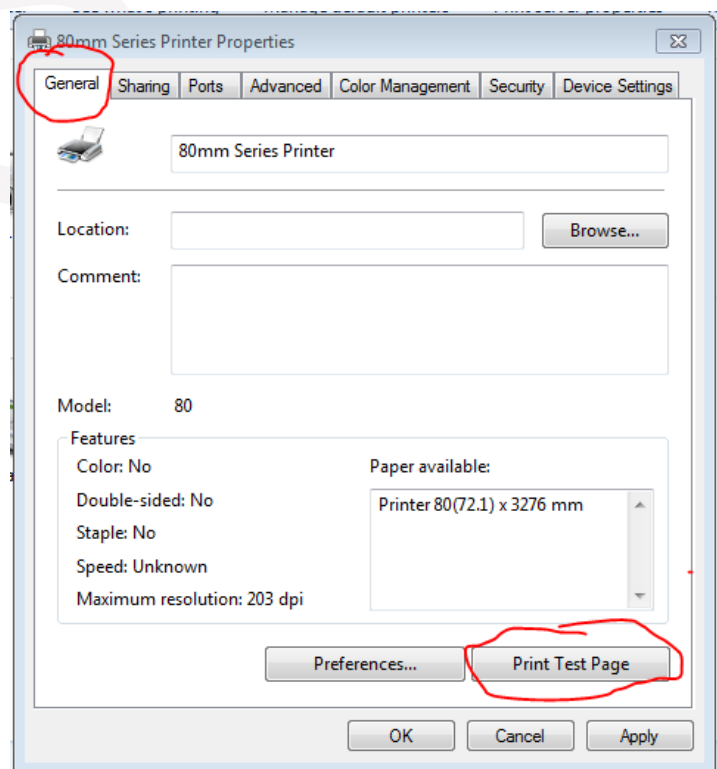 80mm Series Printer Properties
General Sharing Ports Advanced Color Management Security Device Settings
80mm Series Printer
Location:
Browse...
Comment:
Model: 80
Features
Color: No
Double-sided: No
Staple: No
Speed: Unknown
Maximum resolution: 203 dpi
Paper available:
Printer 80(72.1) x 3276 mm
Preferences... Print Test Page
OK Cancel Apply